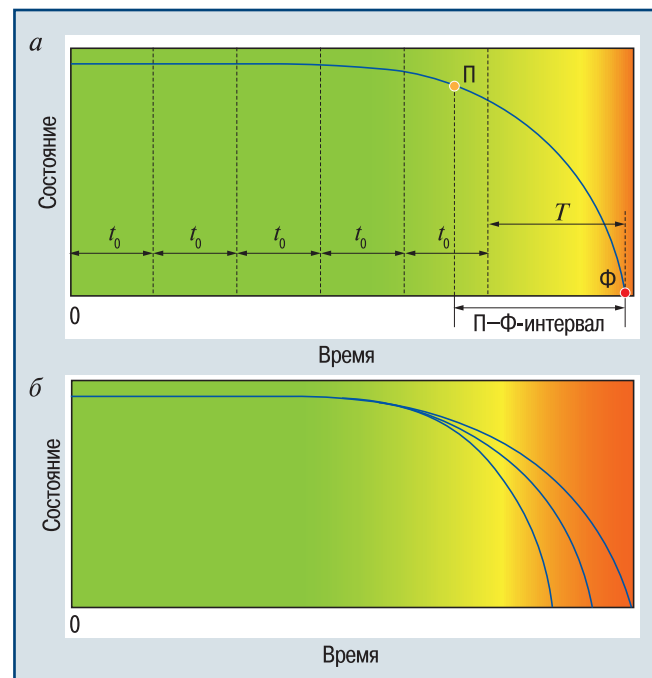 а
Состояние
П
t₀ t₀ t₀ t₀ t₀
T
Ф
0
П–Ф-интервал
Время
б
Состояние
0
Время